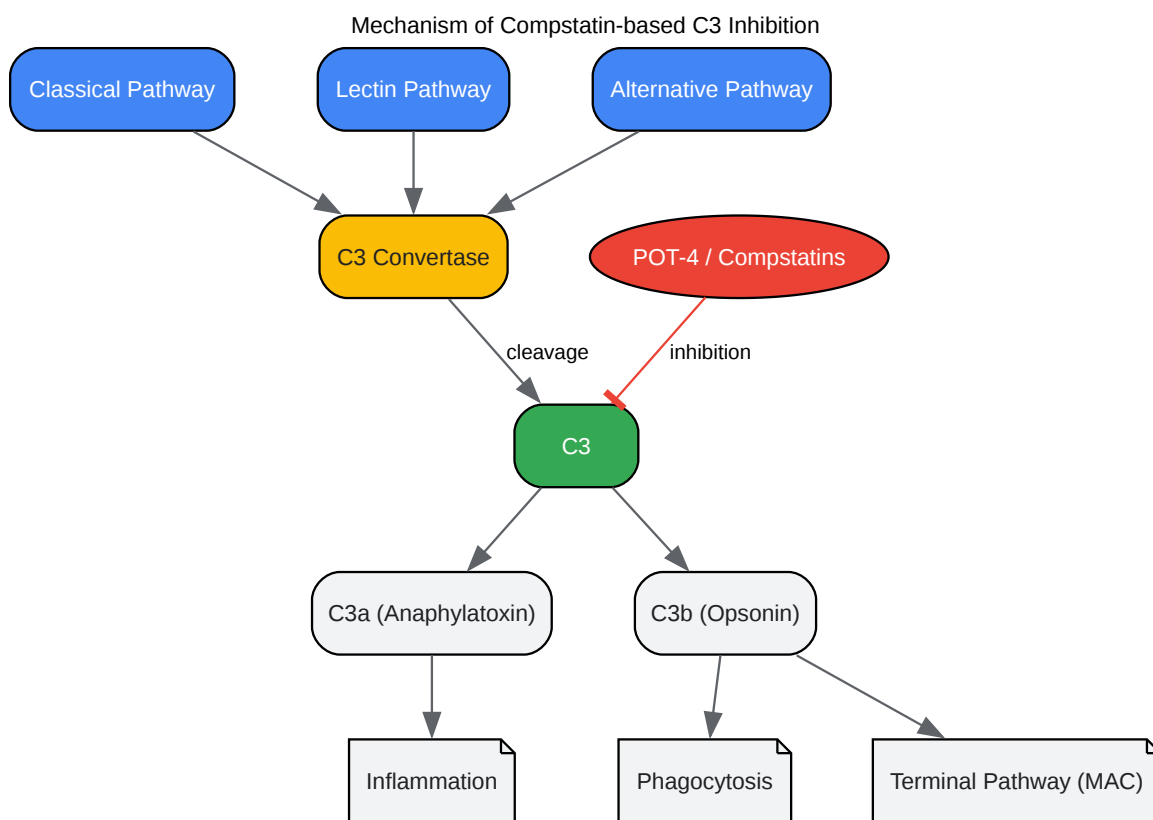 Mechanism of Compstatin-based C3 Inhibition
Classical Pathway
Lectin Pathway
Alternative Pathway
C3 Convertase
POT-4 / Compstatins
cleavage
inhibition
C3
C3a (Anaphylatoxin)
C3b (Opsonin)
Inflammation
Phagocytosis
Terminal Pathway (MAC)